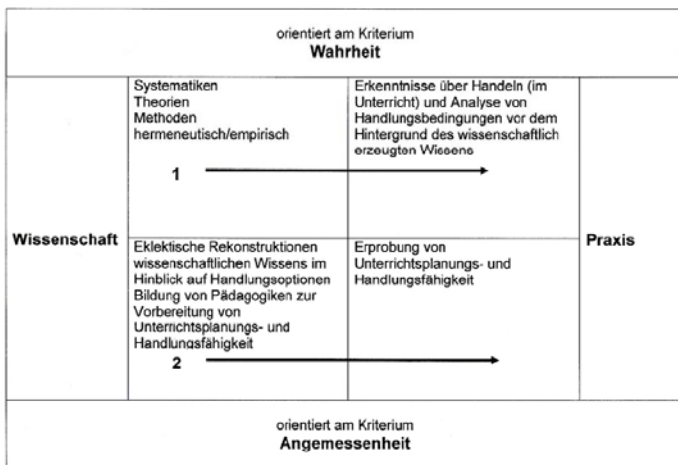 orientiert am Kriterium
Wahrheit
Systematiken
Theorien
Methoden
hermeneutisch/empirisch
1
Erkenntnisse über Handeln (im
Unterricht) und Analyse von
Handlungsbedingungen vor dem
Hintergrund des wissenschaftlich
erzeugten Wissens
Wissenschaft
Praxis
Eklektische Rekonstruktionen
wissenschaftlichen Wissens im
Hinblick auf Handlungsoptionen
Bildung von Pädagogiken zur
Vorbereitung von
Unterrichtsplanungs- und
Handlungsfähigkeit
2
Erprobung von
Unterrichtsplanungs- und
Handlungsfähigkeit
orientiert am Kriterium
Angemessenheit